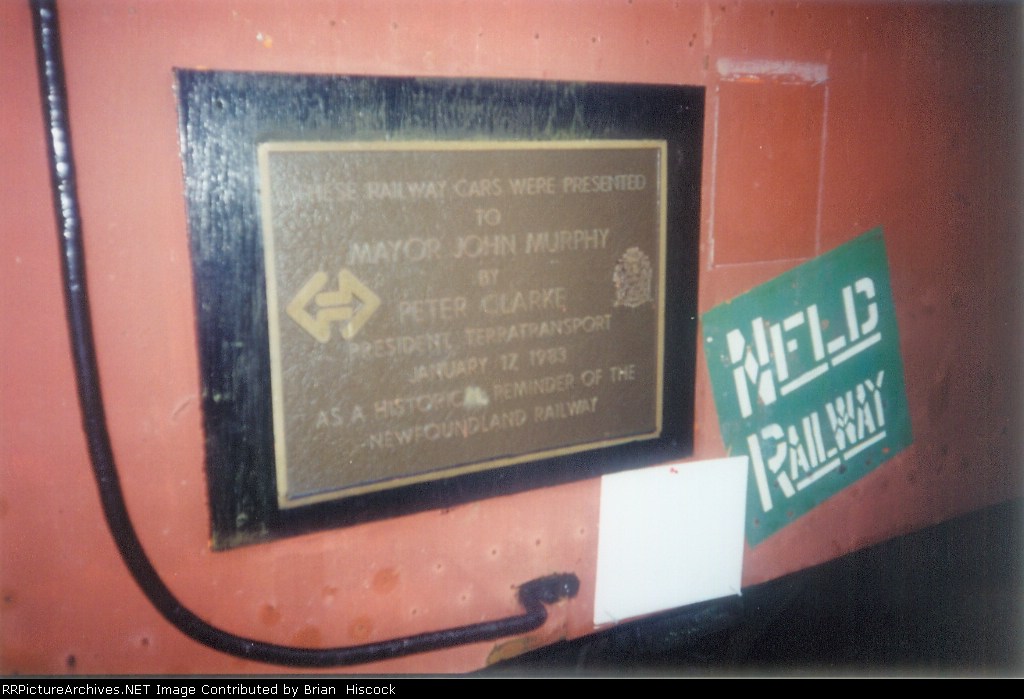 THESE RAILWAY CARS WERE PRESENTED
TO
MAYOR JOHN MURPHY
BY
PETER CLARKE
PRESIDENT, TERRATRANSPORT
JANUARY 17, 1983
AS A HISTORICAL REMINDER OF THE
NEWFOUNDLAND RAILWAY
NFLD
RAILWAY
RRPictureArchives.NET Image Contributed by Brian Hiscock